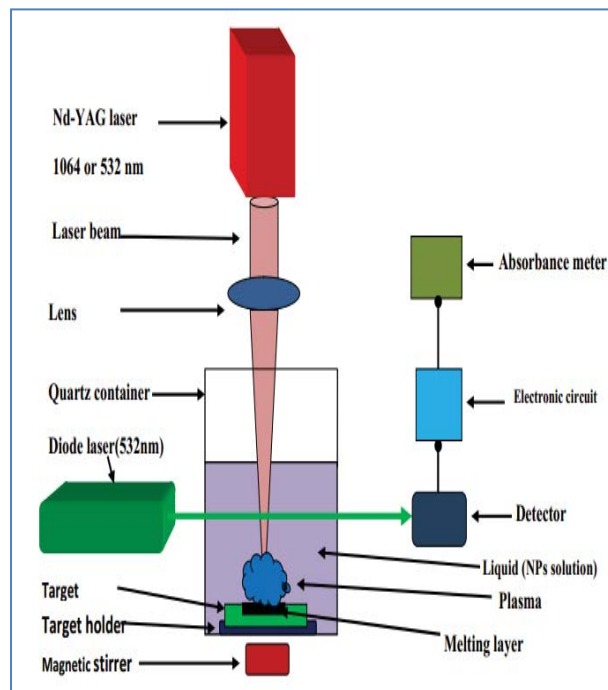 Nd-YAG laser
1064 or 532 nm
Laser beam
Lens
Absorbance meter
Quartz container
Electronic circuit
Diode laser(532nm)
Detector
Liquid (NPs solution)
Plasma
Target
Target holder
Melting layer
Magnetic stirrer